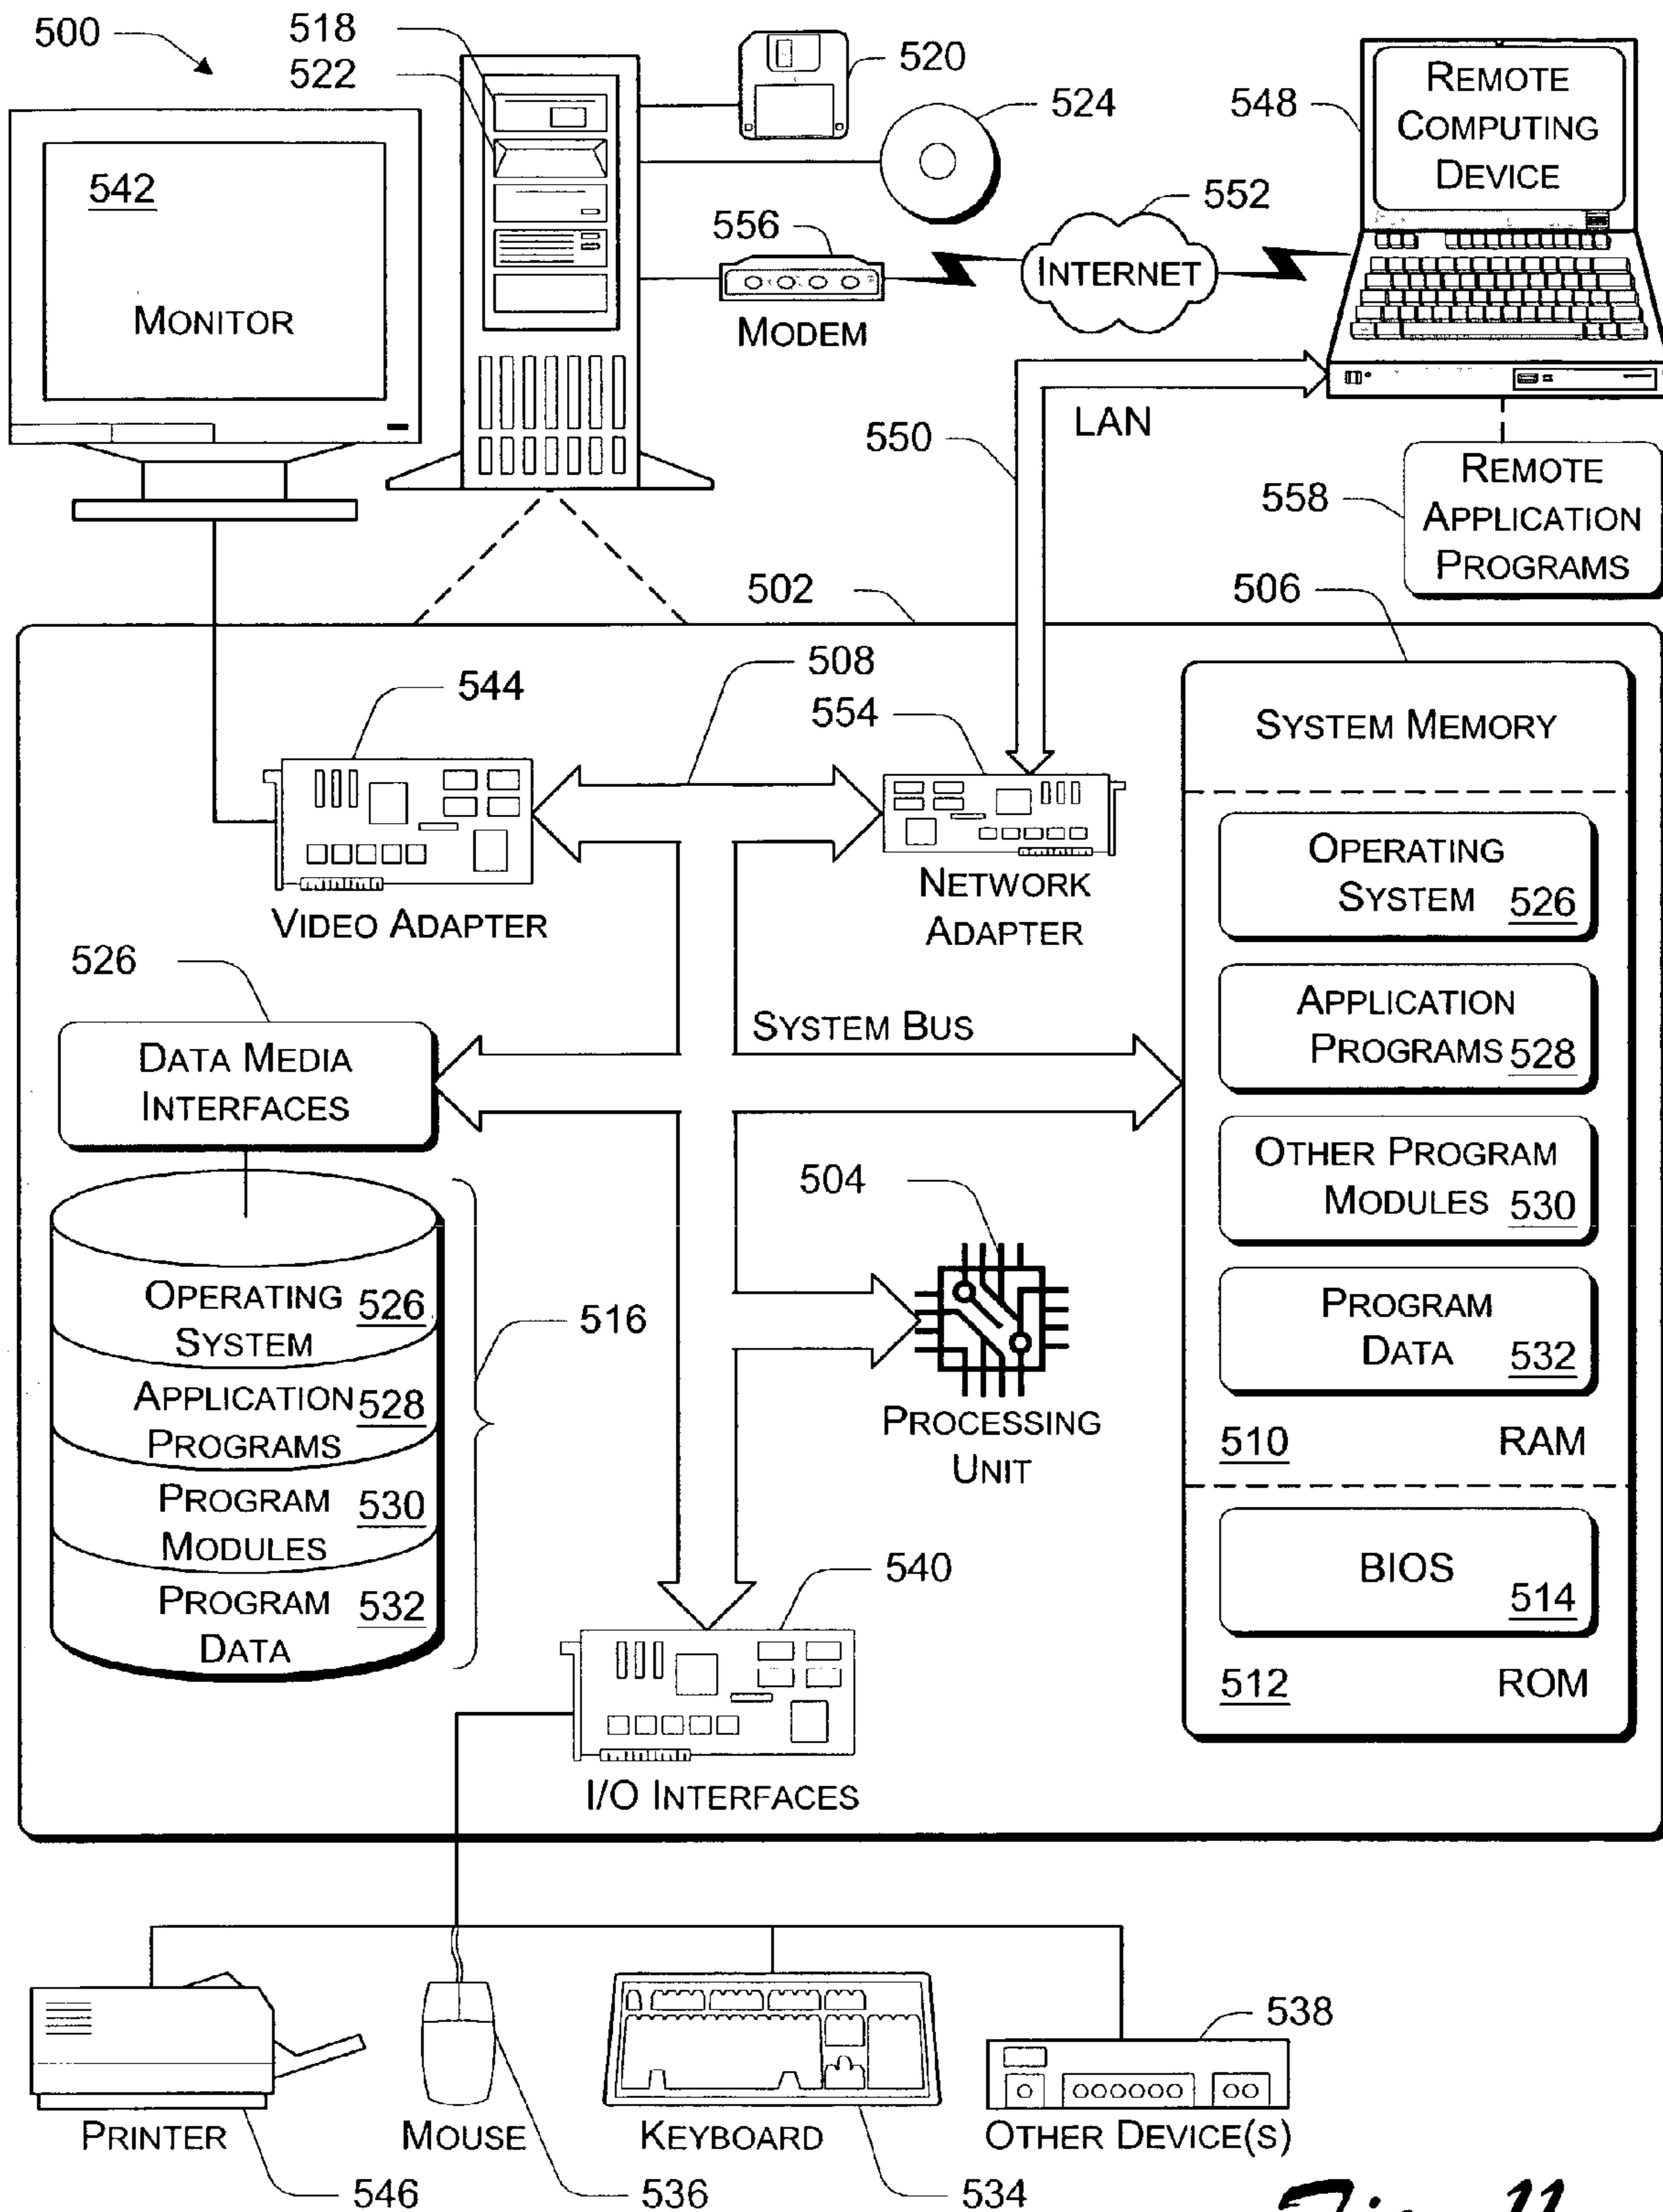 500
518
522
520
524
548
REMOTE
COMPUTING
DEVICE
542
MONITOR
556
MODEM
552
INTERNET
550
LAN
558
REMOTE
APPLICATION
PROGRAMS
502
506
508
544
554
VIDEO ADAPTER
NETWORK
ADAPTER
526
DATA MEDIA
INTERFACES
SYSTEM BUS
504
PROCESSING
UNIT
OPERATING 526
SYSTEM
APPLICATION 528
PROGRAMS
PROGRAM 530
MODULES
PROGRAM 532
DATA
516
540
I/O INTERFACES
SYSTEM MEMORY
OPERATING
SYSTEM 526
APPLICATION
PROGRAMS 528
OTHER PROGRAM
MODULES 530
PROGRAM
DATA 532
510 RAM
BIOS
514
512 ROM
538
PRINTER
MOUSE
KEYBOARD
OTHER DEVICE(S)
546
536
534
Fig. 11